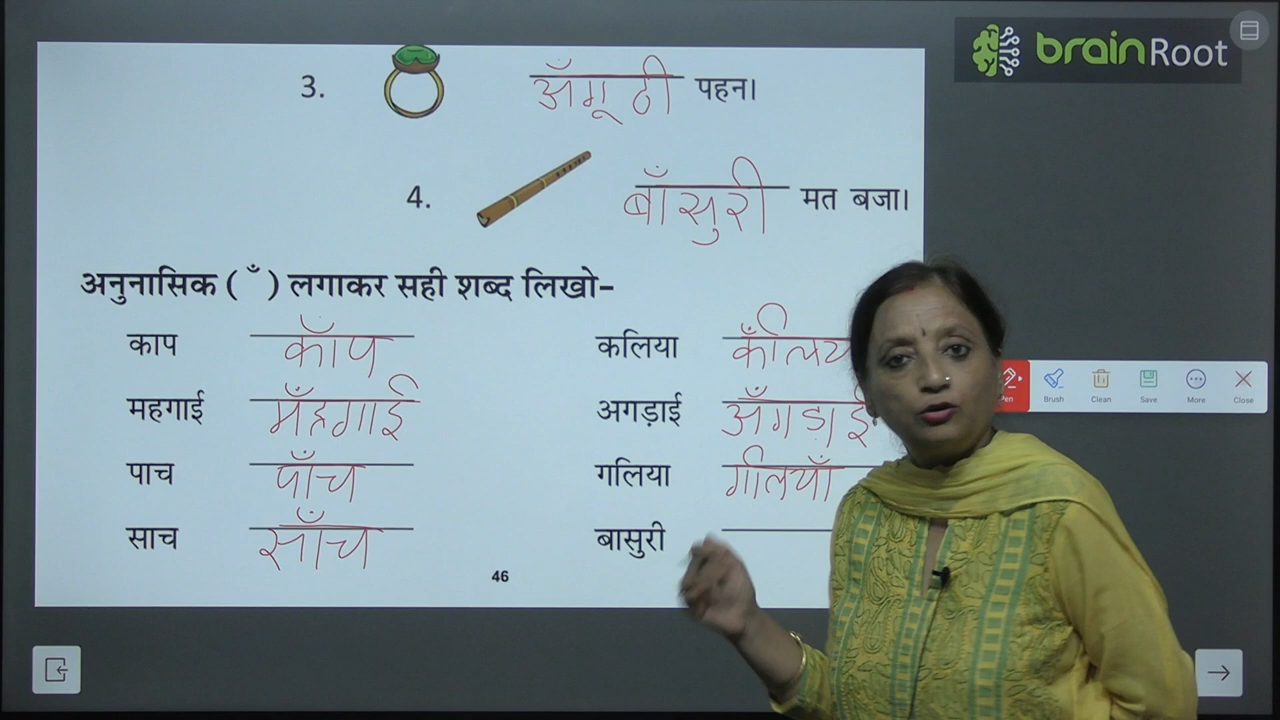 brainRoot
3. अँगूठी पहन।
4. बाँसुरी मत बजा।
अनुनासिक ( ँ ) लगाकर सही शब्द लिखो-
काप काँप कलिया
महगाई मँहगाई अगड़ाई अँगड़ाई
पाच पाँच गलिया गलियाँ
साच साँच बासुरी
46
Pen Brush Clean Save More Close